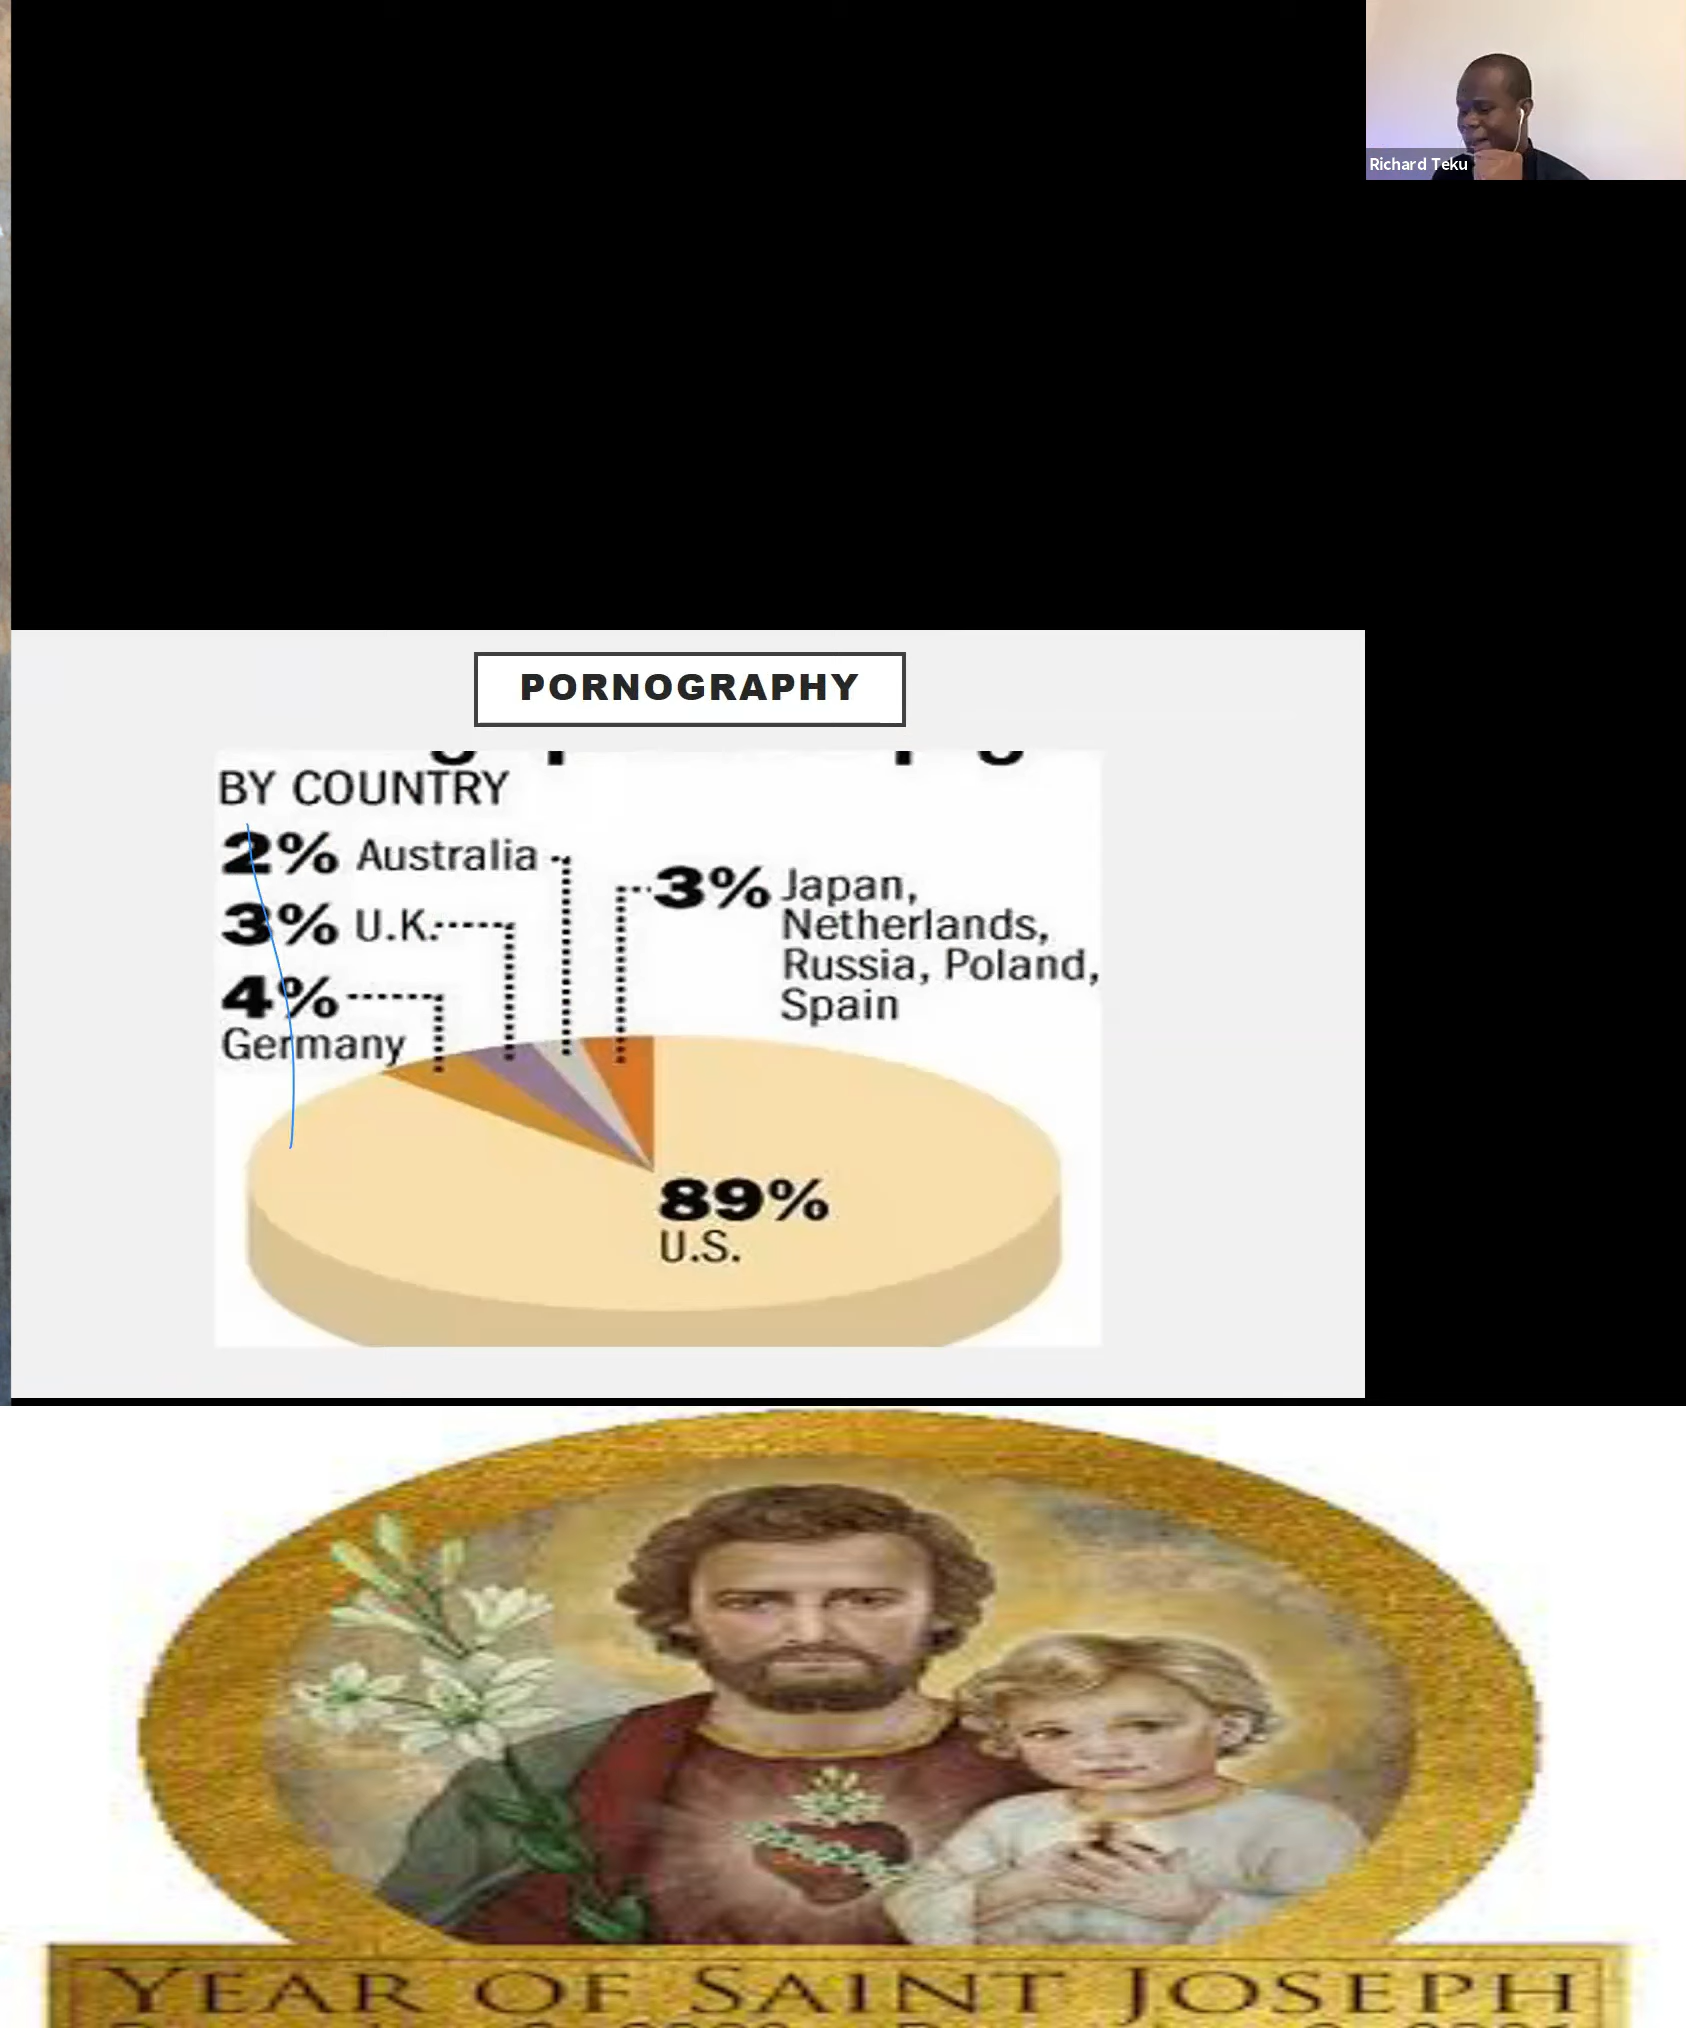 Richard Teku
PORNOGRAPHY
BY COUNTRY
2% Australia
3% U.K.
4%
Germany
3% Japan,
Netherlands,
Russia, Poland,
Spain
89%
U.S.
YEAR OF SAINT JOSEPH